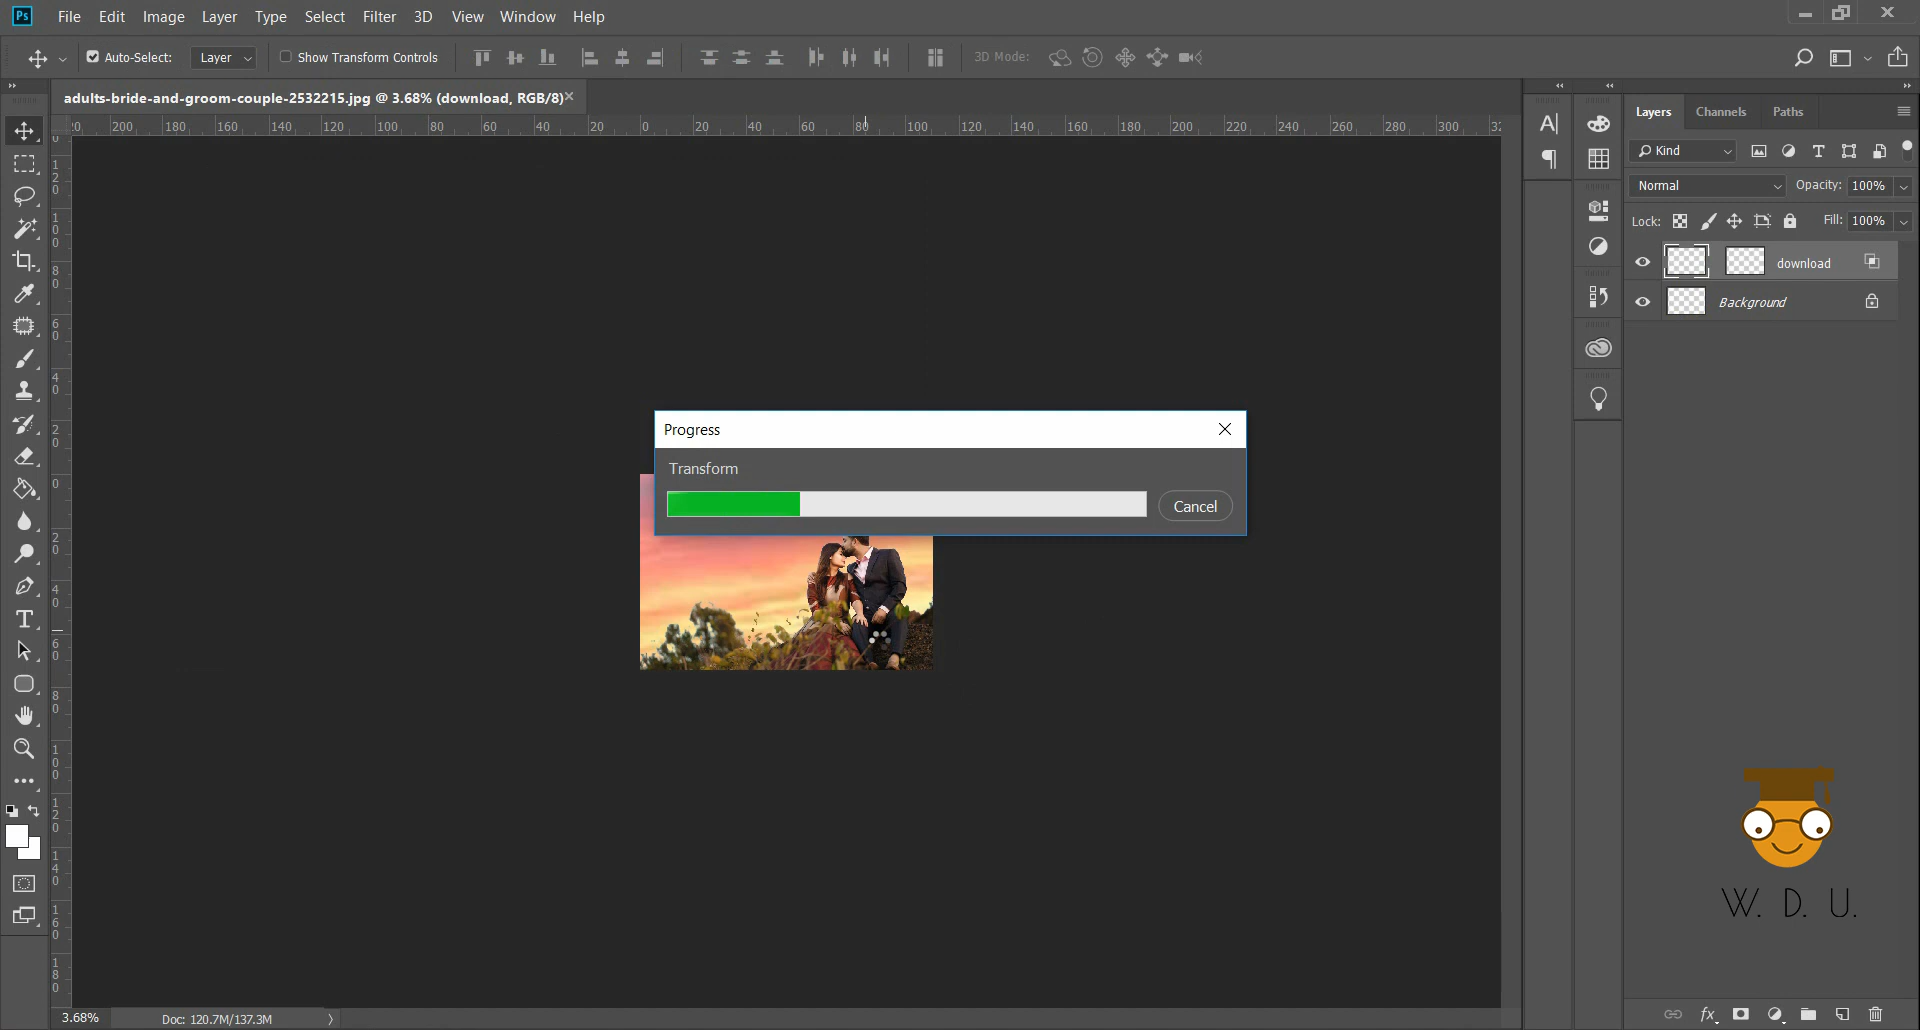 Ps File Edit Image Layer Type Select Filter 3D View Window Help
Auto-Select: Layer Show Transform Controls 3D Mode:
adults-bride-and-groom-couple-2532215.jpg @ 3.68% (download, RGB/8)
200 180 160 140 120 100 80 60 40 20 0 20 40 60 80 100 120 140 160 180 200 220 240 260 280 300
Layers Channels Paths
Kind
Normal Opacity: 100%
Lock: Fill: 100%
download
Background
Progress
Transform
Cancel
W. D. U.
3.68% Doc: 120.7M/137.3M